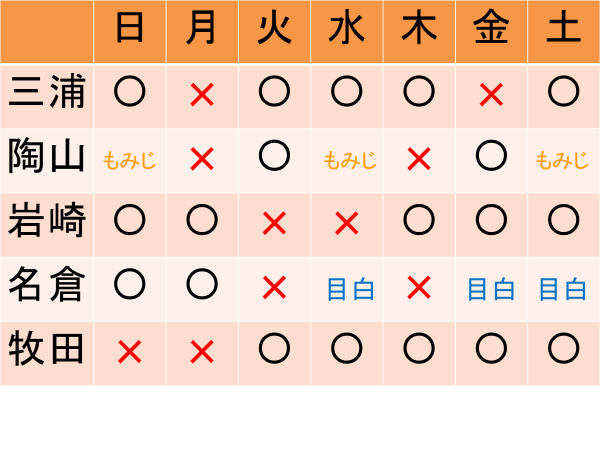 日 月 火 水 木 金 土
三浦 〇 × 〇 〇 〇 × 〇
陶山 もみじ × 〇 もみじ × 〇 もみじ
岩崎 〇 〇 × × 〇 〇 〇
名倉 〇 〇 × 目白 × 目白 目白
牧田 × × 〇 〇 〇 〇 〇